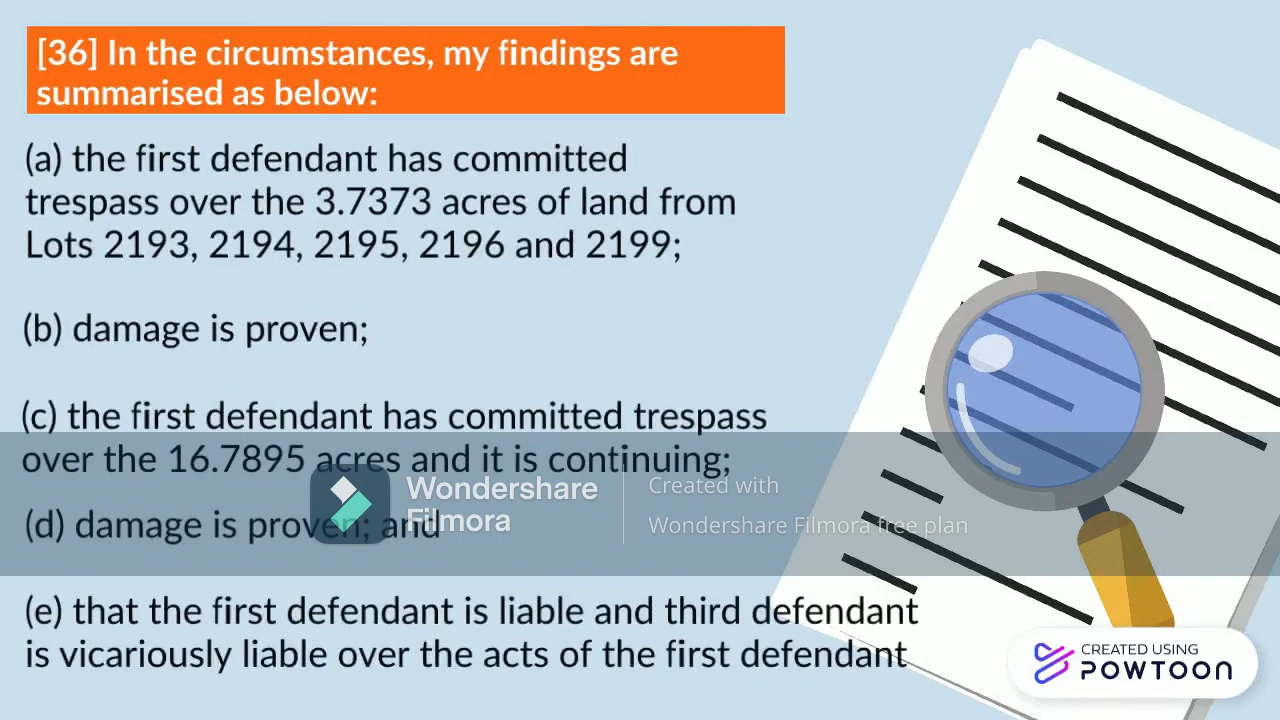 [36] In the circumstances, my findings are
summarised as below:
(a) the first defendant has committed
trespass over the 3.7373 acres of land from
Lots 2193, 2194, 2195, 2196 and 2199;
(b) damage is proven;
(c) the first defendant has committed trespass
over the 16.7895 acres and it is continuing;
Wondershare
Filmora
Created with
Wondershare Filmora free plan
(d) damage is proven; and
(e) that the first defendant is liable and third defendant
is vicariously liable over the acts of the first defendant
CREATED USING
POWTOON